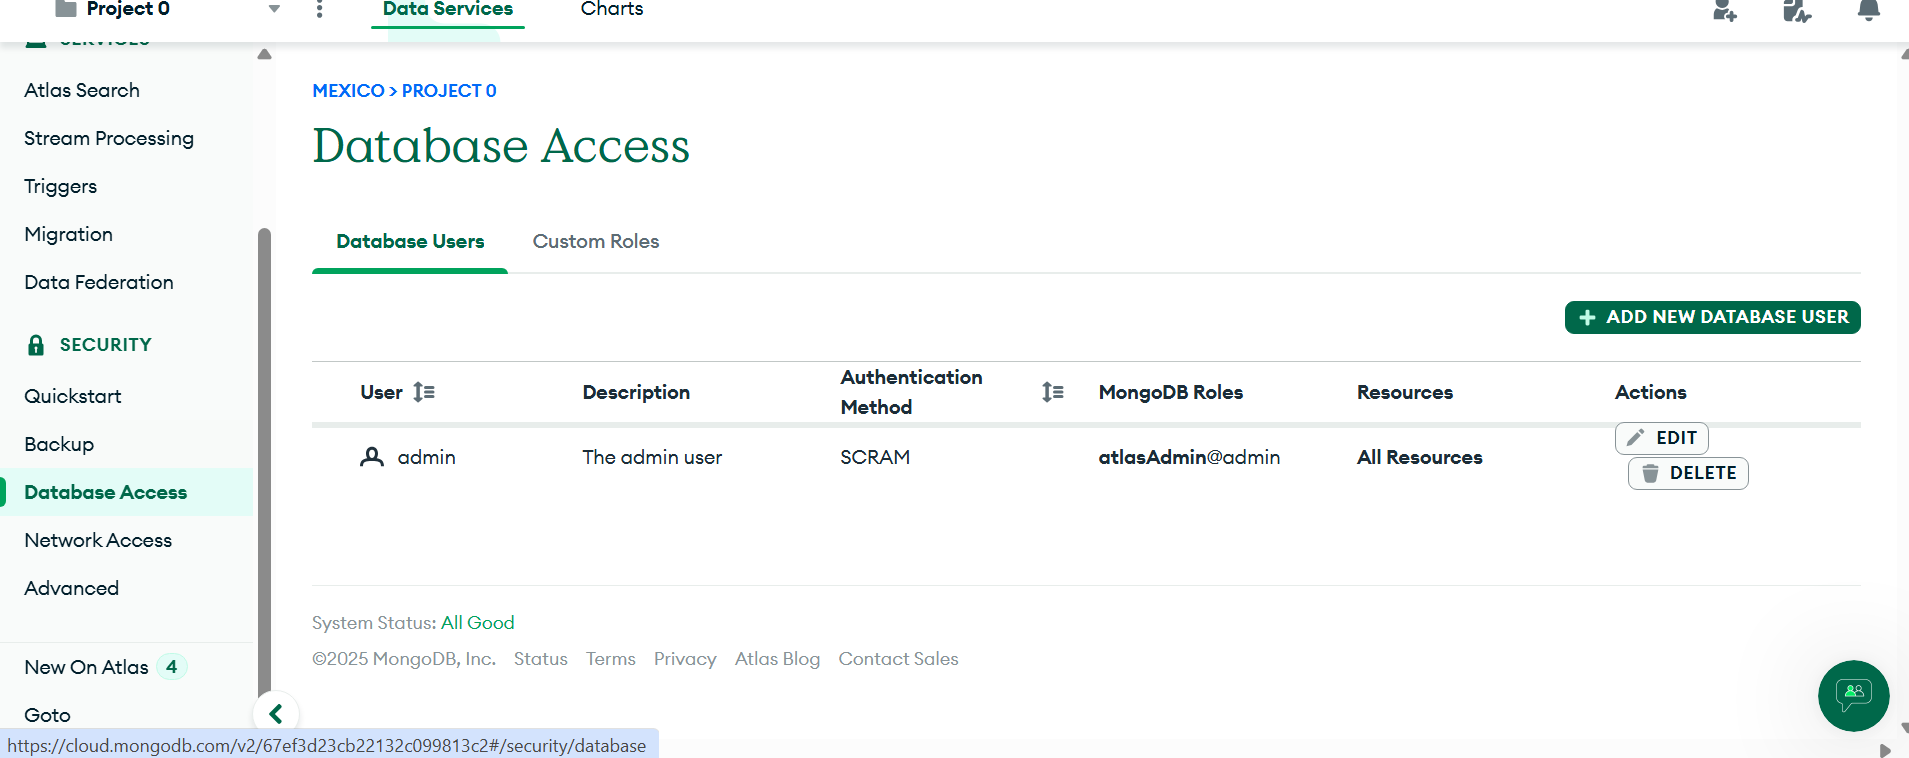 Project 0
Data Services
Charts
SERVICES
Atlas Search
Stream Processing
Triggers
Migration
Data Federation
SECURITY
Quickstart
Backup
Database Access
Network Access
Advanced
New On Atlas 4
Goto
MEXICO > PROJECT 0
Database Access
Database Users
Custom Roles
ADD NEW DATABASE USER
User
Description
Authentication
Method
MongoDB Roles
Resources
Actions
admin
The admin user
SCRAM
atlasAdmin@admin
All Resources
EDIT
DELETE
System Status: All Good
©2025 MongoDB, Inc. Status Terms Privacy Atlas Blog Contact Sales
https://cloud.mongodb.com/v2/67ef3d23cb22132c099813c2#/security/database